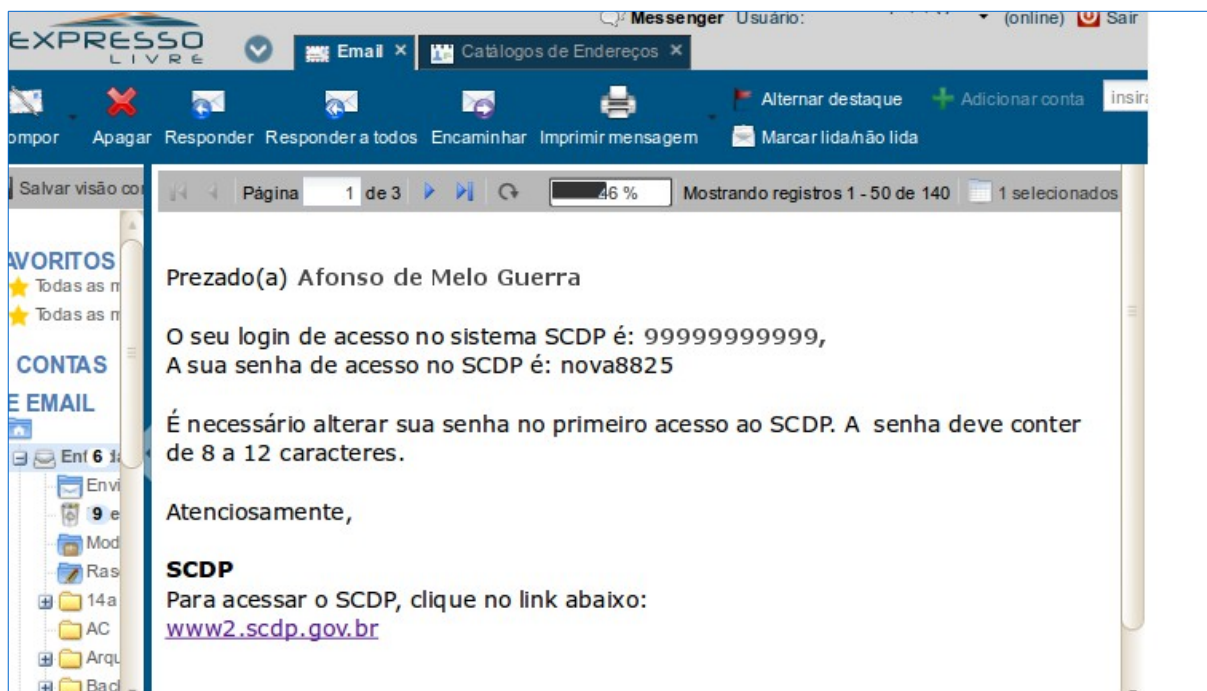 Messenger Usuário: (online) Sair
EXPRESSO
LIVRE
Email
Catálogos de Endereços
Apagar Responder Responder a todos Encaminhar Imprimir mensagem
Alternar destaque
Adicionar conta
Marcar lida/não lida
Salvar visão
Página 1 de 3
46 %
Mostrando registros 1 - 50 de 140
1 selecionados
Todas as
Todas as
CONTAS
E EMAIL
6
9
14a
AC
Prezado(a) Afonso de Melo Guerra
O seu login de acesso no sistema SCDP é: 99999999999,
A sua senha de acesso no SCDP é: nova8825
É necessário alterar sua senha no primeiro acesso ao SCDP. A senha deve conter
de 8 a 12 caracteres.
Atenciosamente,
SCDP
Para acessar o SCDP, clique no link abaixo:
www2.scdp.gov.br